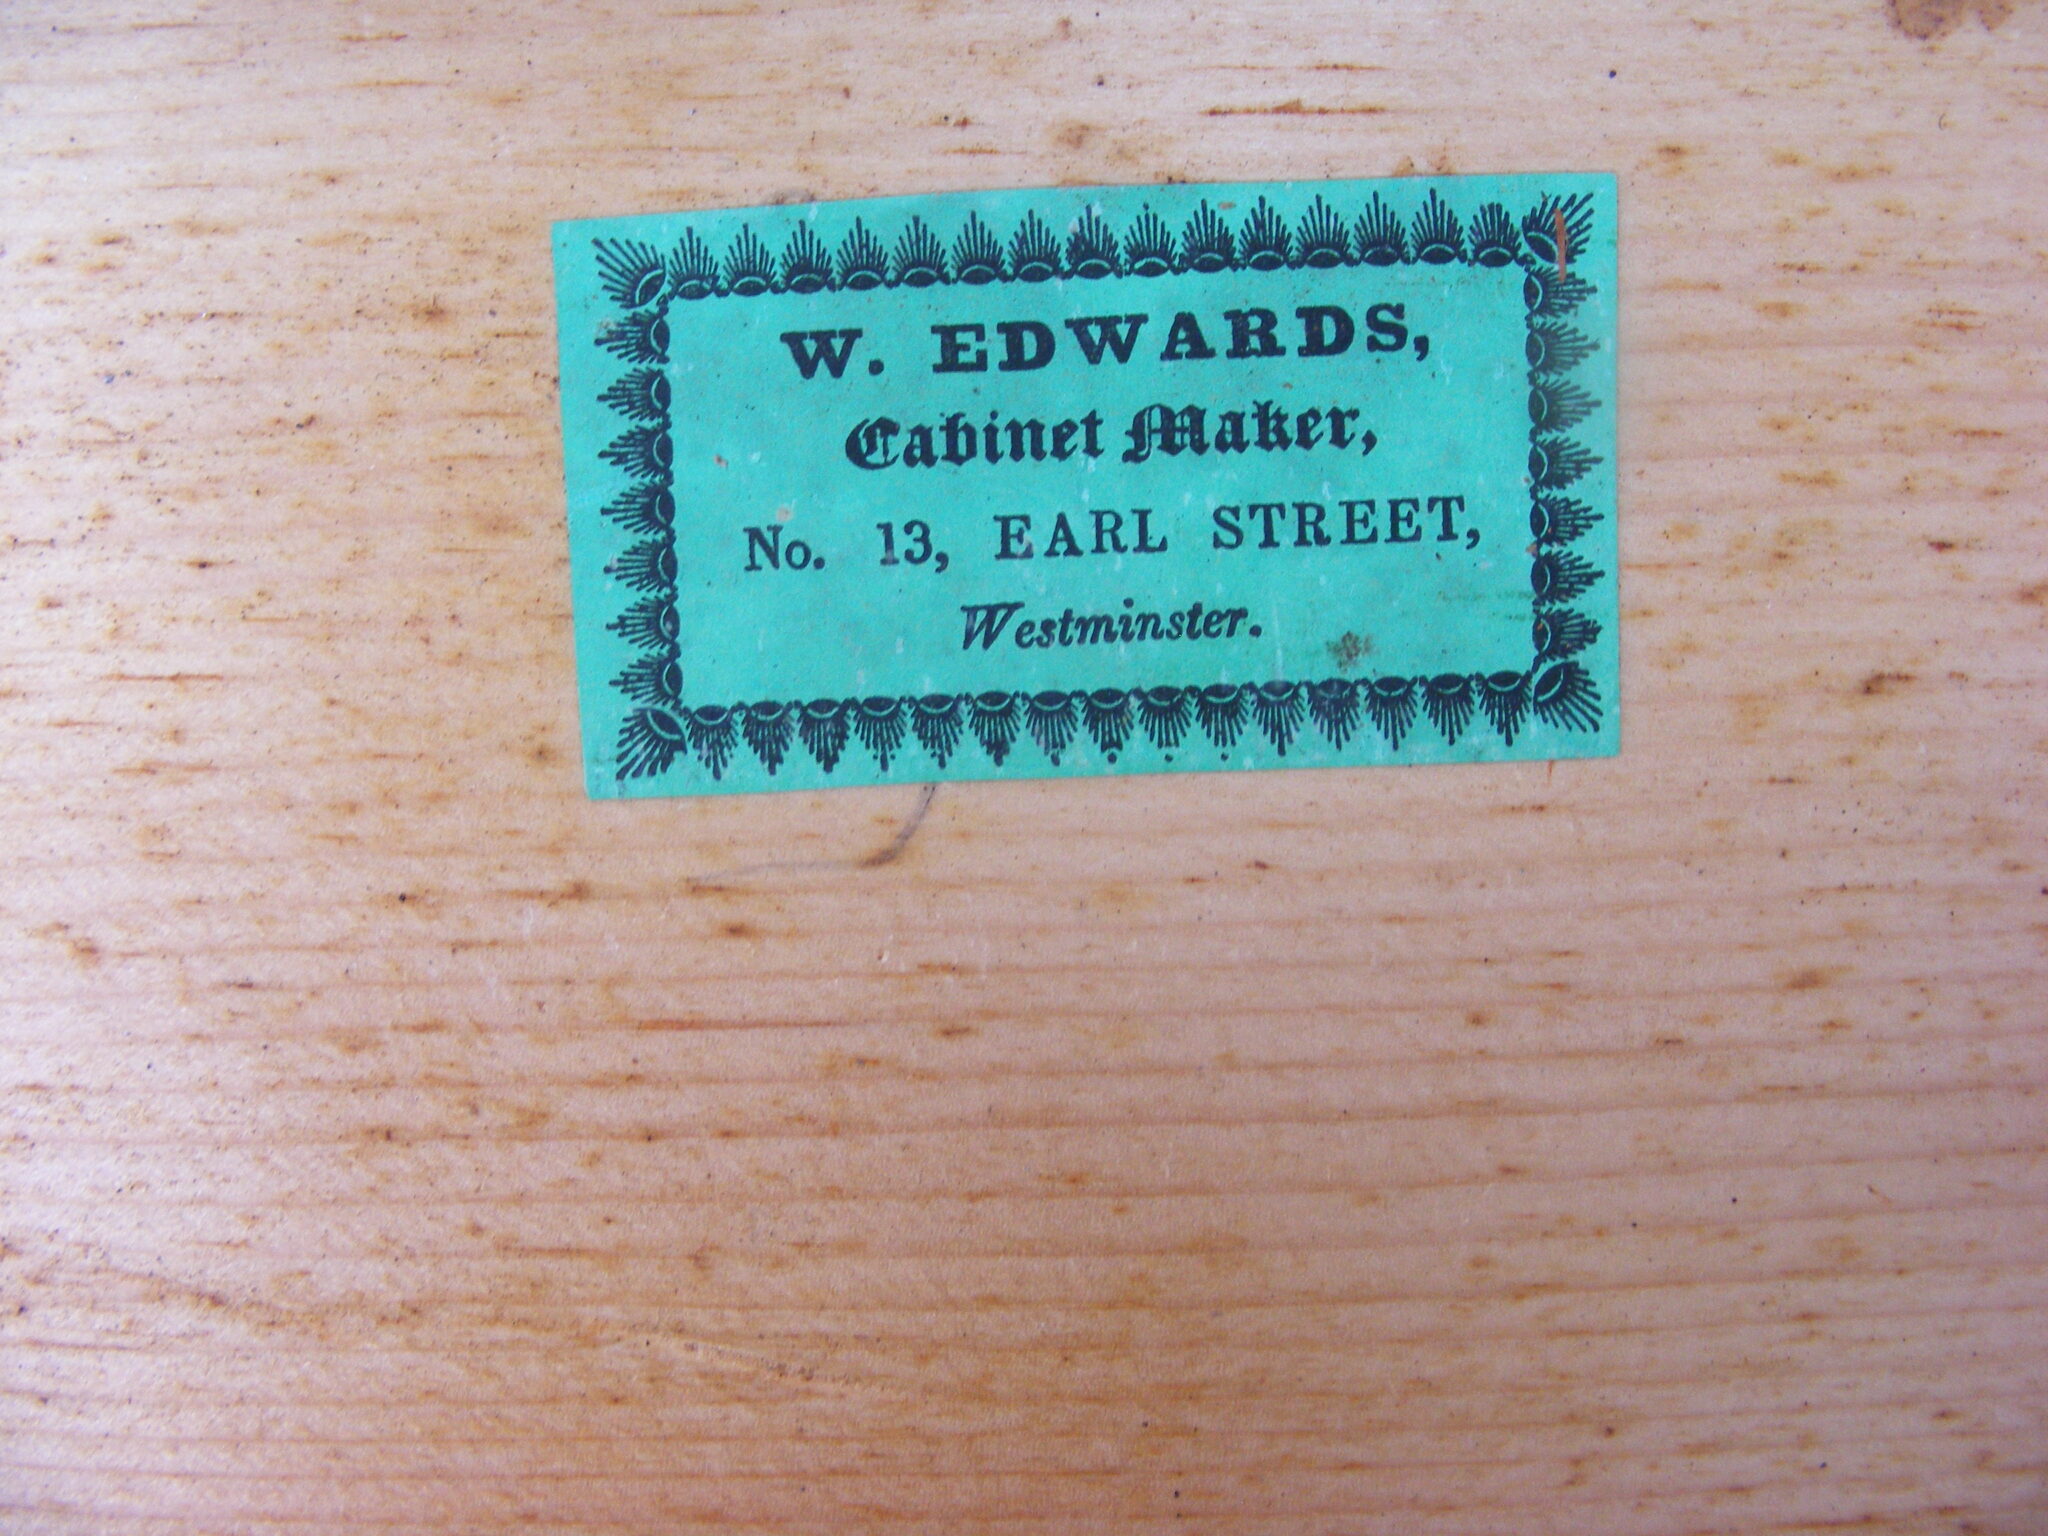 W. EDWARDS,
Cabinet Maker,
No. 13, EARL STREET,
Westminster.